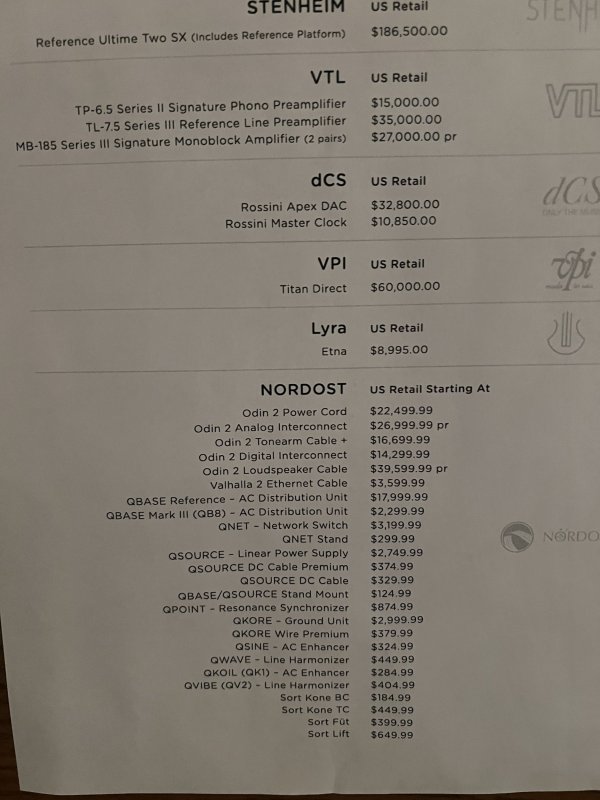 STENHEIM US Retail STENH
Reference Ultime Two SX (Includes Reference Platform) $186,500.00
VTL US Retail VTL
TP-6.5 Series II Signature Phono Preamplifier $15,000.00
TL-7.5 Series III Reference Line Preamplifier $35,000.00
MB-185 Series III Signature Monoblock Amplifier (2 pairs) $27,000.00 pr
dCS US Retail dCS
Rossini Apex DAC $32,800.00
ONLY THE
Rossini Master Clock $10,850.00
VPI US Retail vpi
Titan Direct $60,000.00
Lyra US Retail
Etna $8,995.00
NORDOST US Retail Starting At
Odin 2 Power Cord $22,499.99
Odin 2 Analog Interconnect $26,999.99 pr
Odin 2 Tonearm Cable + $16,699.99
Odin 2 Digital Interconnect $14,299.99
Odin 2 Loudspeaker Cable $39,599.99 pr
Valhalla 2 Ethernet Cable $3,599.99
QBASE Reference – AC Distribution Unit $17,999.99
QBASE Mark III (QB8) – AC Distribution Unit $2,299.99
QNET – Network Switch $3,199.99
QNET Stand $299.99
NORDO
QSOURCE – Linear Power Supply $2,749.99
QSOURCE DC Cable Premium $374.99
QSOURCE DC Cable $329.99
QBASE/QSOURCE Stand Mount $124.99
QPOINT – Resonance Synchronizer $874.99
QKORE – Ground Unit $2,999.99
QKORE Wire Premium $379.99
QSINE – AC Enhancer $324.99
QWAVE – Line Harmonizer $449.99
QKOIL (QK1) – AC Enhancer $284.99
QVIBE (QV2) – Line Harmonizer $404.99
Sort Kone BC $184.99
Sort Kone TC $449.99
Sort Füt $399.99
Sort Lift $649.99